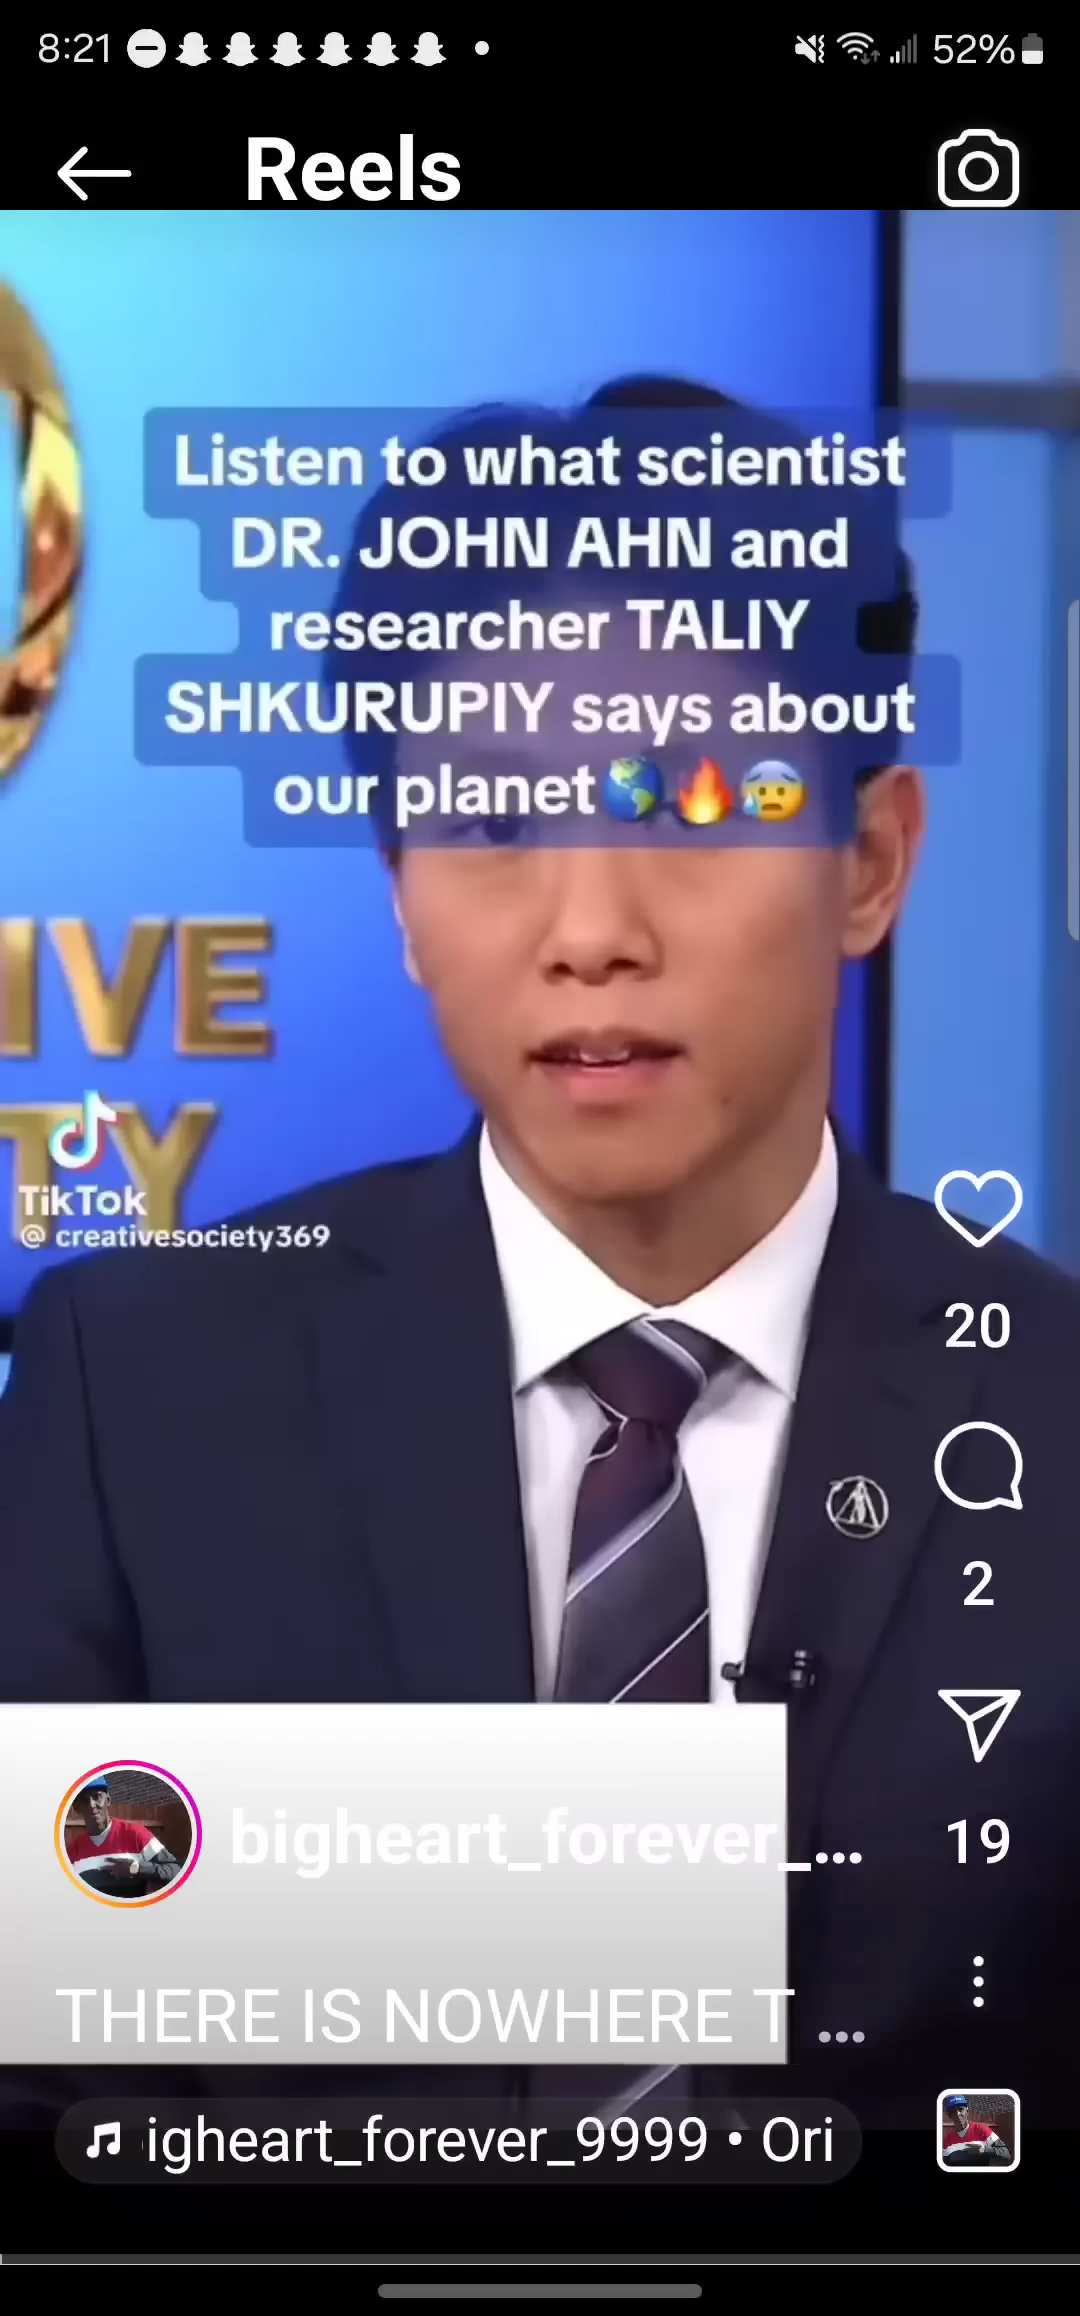 8:21
52%
Reels
Listen to what scientist
DR. JOHN AHN and
researcher TALIY
SHKURUPIY says about
our planet🌎🔥😰
IVE
TY
TikTok
@ creativesociety369
20
2
19
bigheart_forever_...
THERE IS NOWHERE T ...
igheart_forever_9999 • Ori